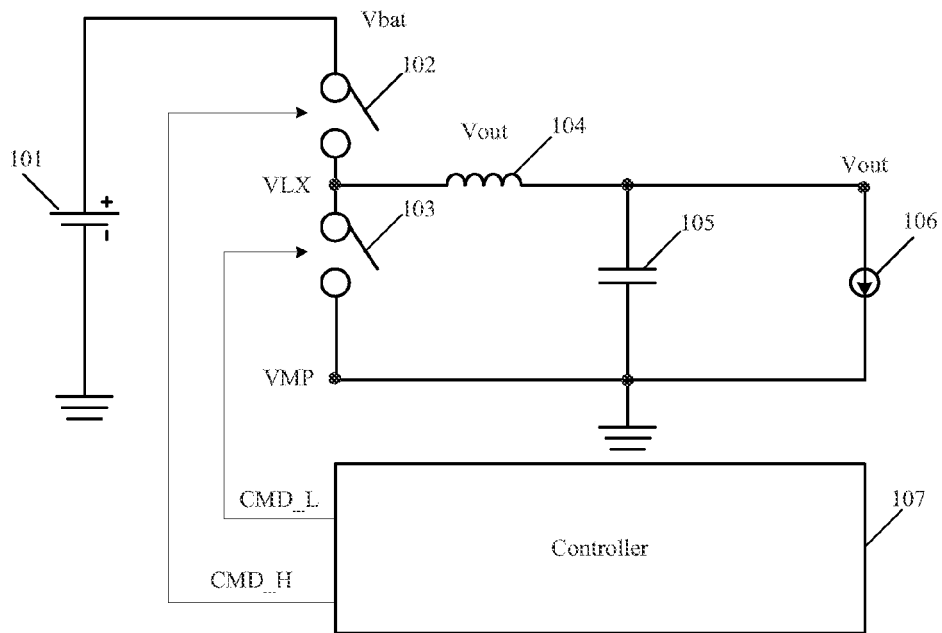 Vbat
102
Vout
104
101
+
VLX
103
Vout
105
106
VMP
CMD_L
Controller
107
CMD_H